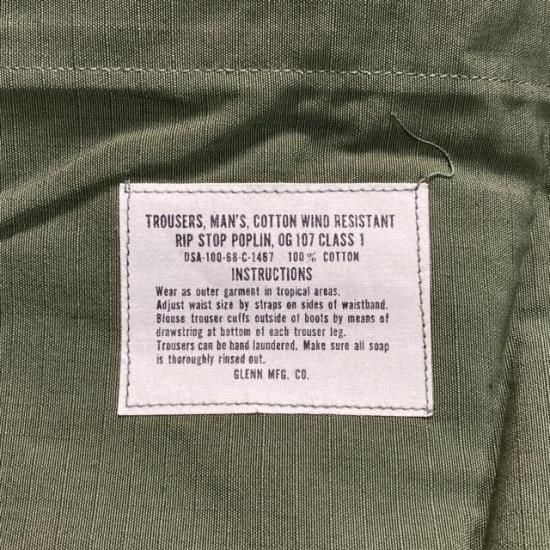 TROUSERS, MAN'S, COTTON WIND RESISTANT
RIP STOP POPLIN, OG 107 CLASS 1
DSA-100-68-C-1467 100% COTTON
INSTRUCTIONS
Wear as outer garment in tropical areas.
Adjust waist size by straps on sides of waistband.
Blouse trouser cuffs outside of boots by means of
drawstring at bottom of each trouser leg.
Trousers can be hand laundered. Make sure all soap
is thoroughly rinsed out.
GLENN MFG. CO.